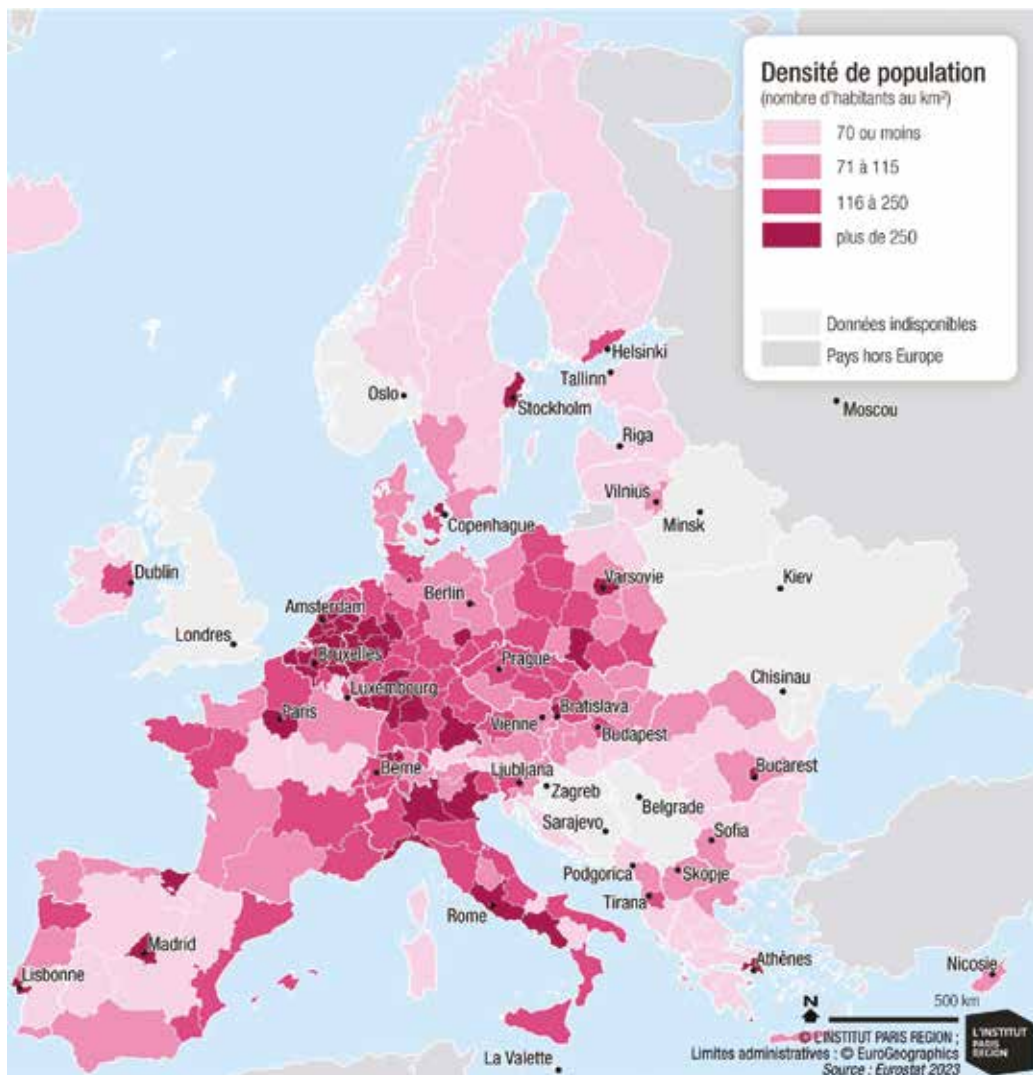 Densité de population
(nombre d'habitants au km²)
70 ou moins
71 à 115
116 à 250
plus de 250
Données indisponibles
Pays hors Europe
Helsinki
Tallinn
Oslo
Stockholm
Moscou
Riga
Vilnius
Minsk
Copenhague
Dublin
Varsovie
Kiev
Berlin
Amsterdam
Londres
Bruxelles
Prague
Luxembourg
Chisinau
Paris
Bratislava
Vienne
Budapest
Berne
Ljubljana
Bucarest
Zagreb
Belgrade
Sarajevo
Sofia
Podgorica
Skopje
Tirana
Rome
Madrid
Athènes
Nicosie
Lisbonne
N
500 km
© L'INSTITUT PARIS REGION ;
Limites administratives : © EuroGeographics
Source : Eurostat 2023
L'INSTITUT
PARIS
REGION
La Valette